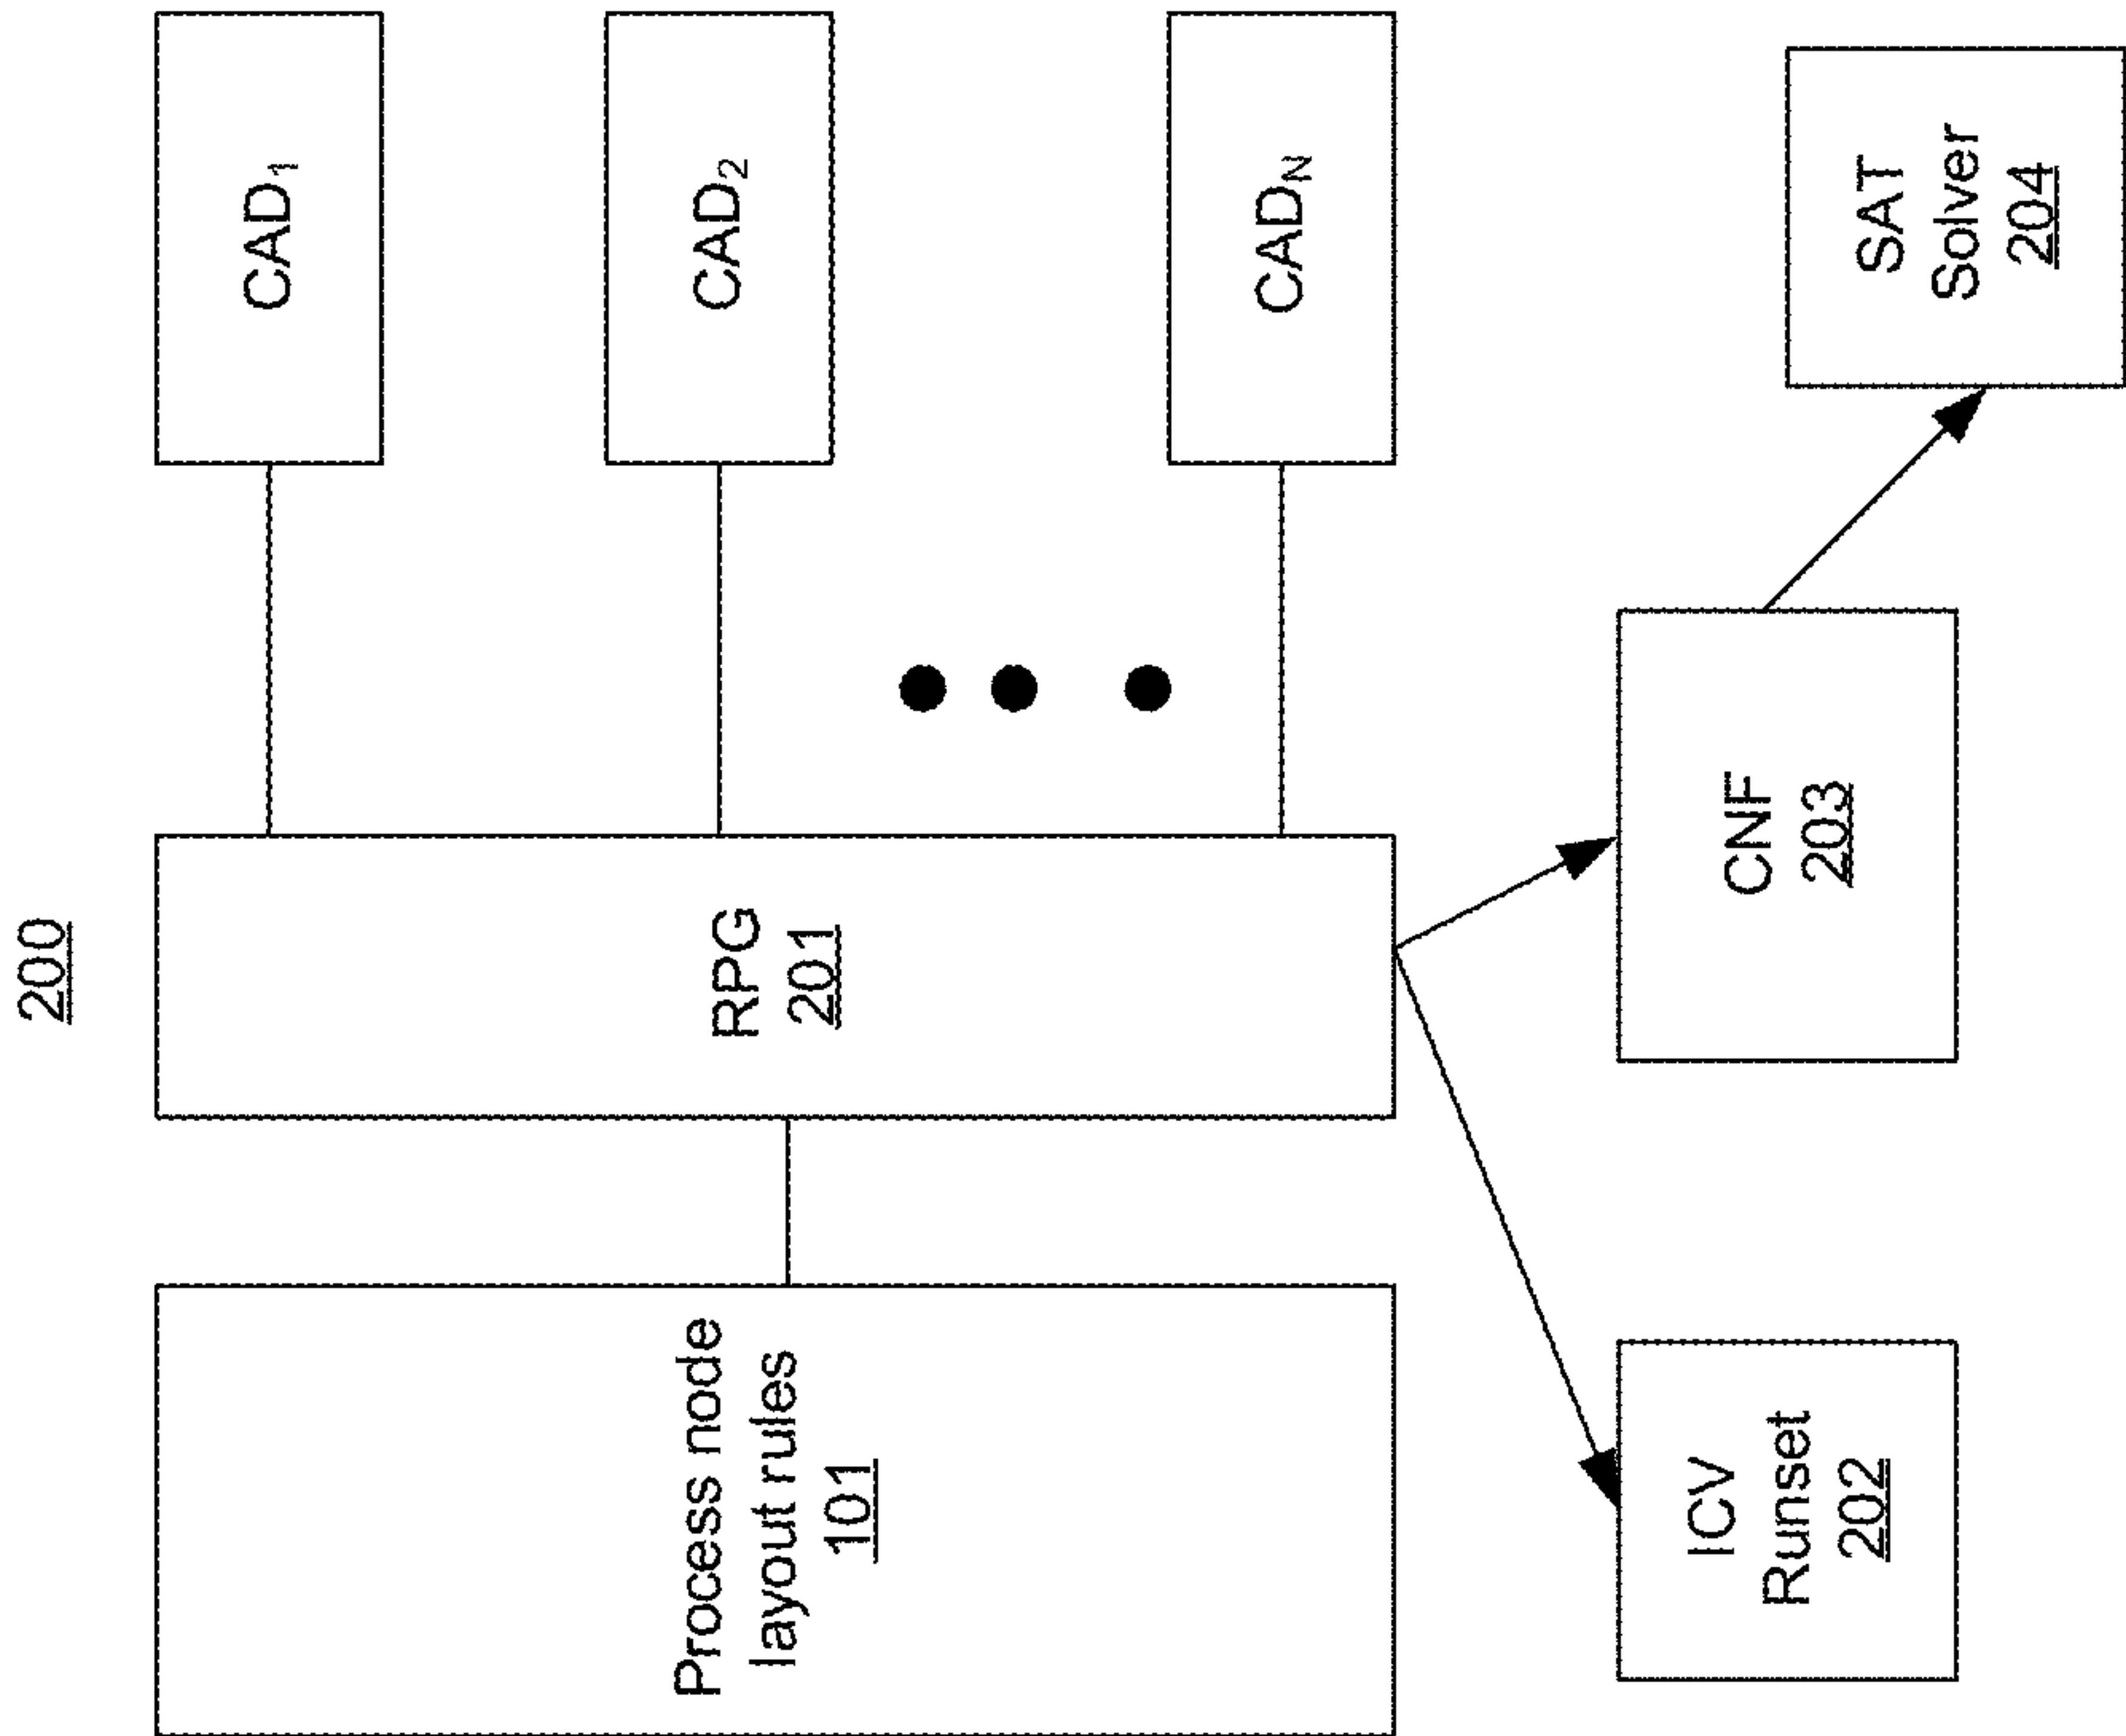 200
Process node
layout rules
101
RPG
201
CAD1
CAD2
CADN
ICV
Runset
202
CNF
203
SAT
Solver
204